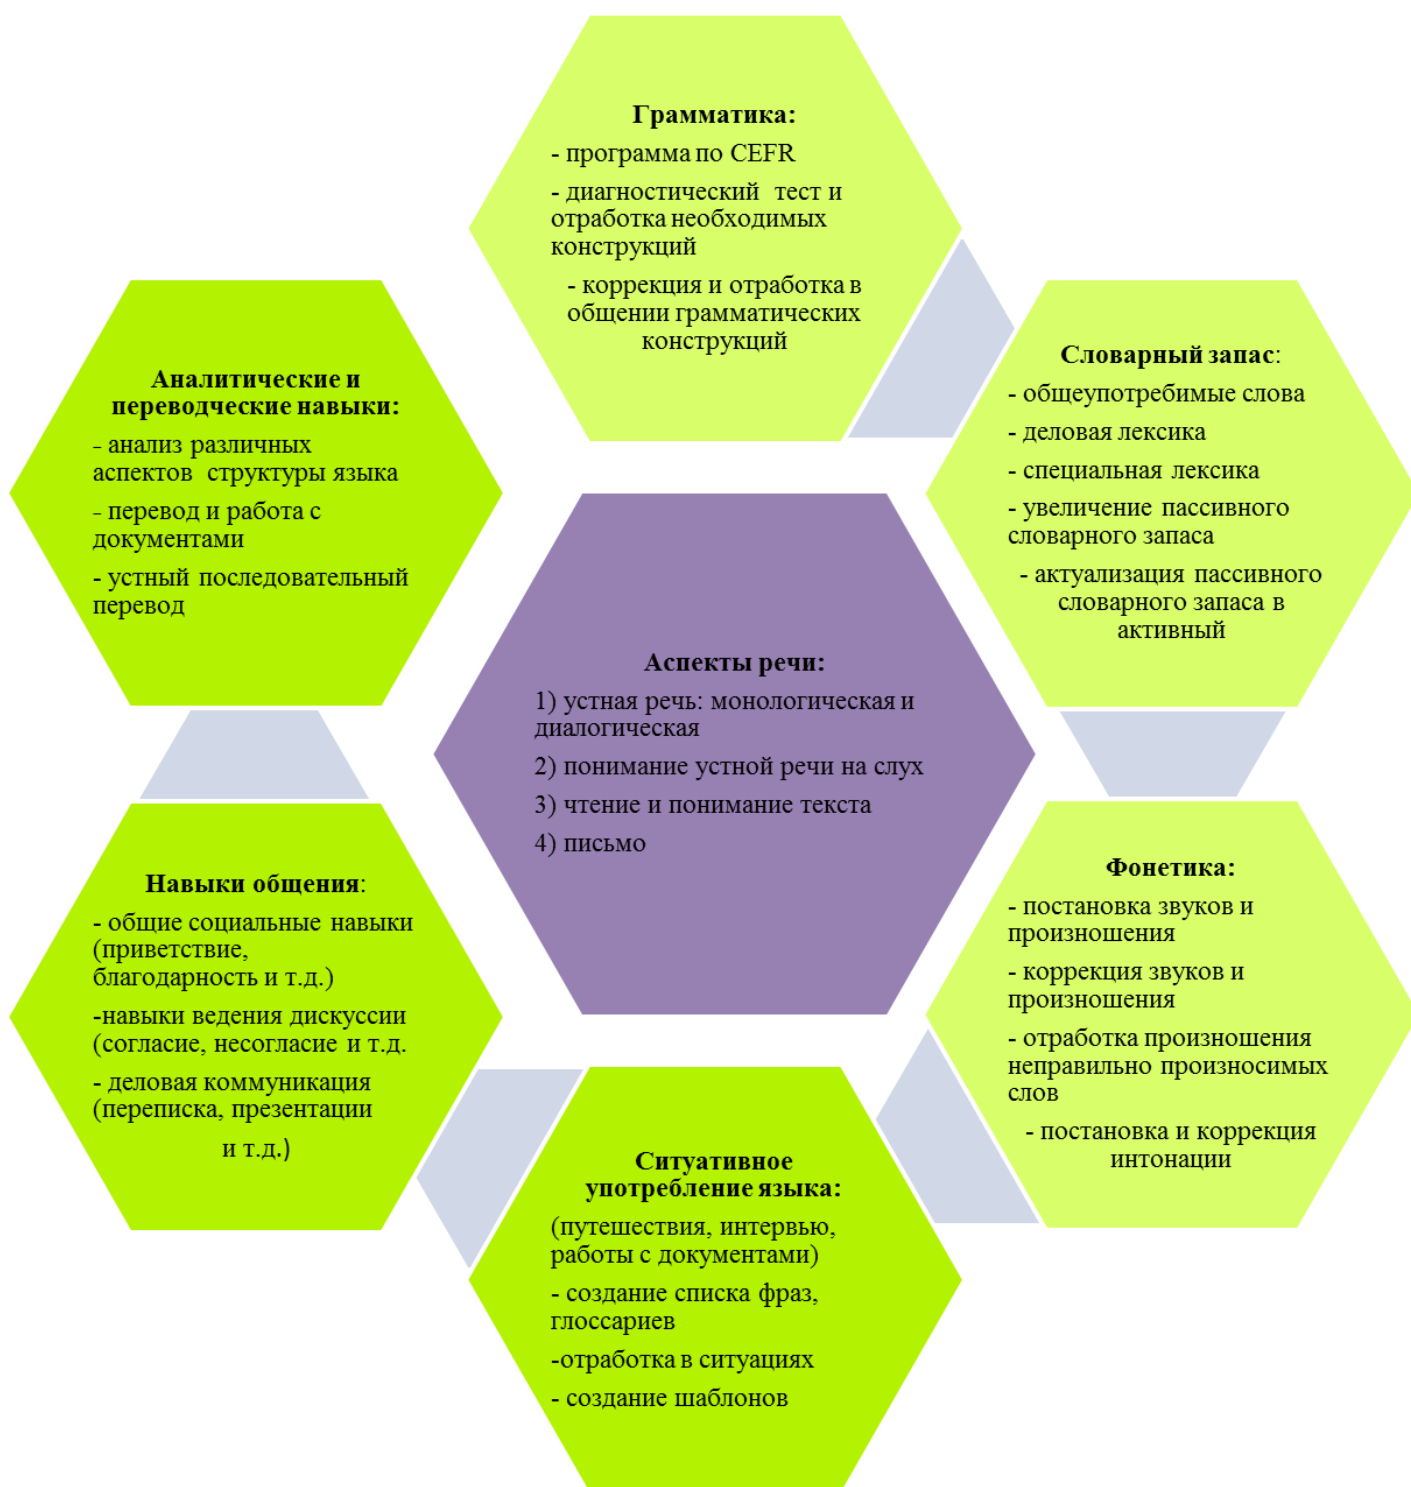 Грамматика:
- программа по CEFR
- диагностический  тест и
отработка необходимых
конструкций
- коррекция и отработка в
общении грамматических
конструкций
Словарный запас:
- общеупотребимые слова
- деловая лексика
- специальная лексика
- увеличение пассивного
словарного запаса
- актуализация пассивного
словарного запаса в
активный
Фонетика:
- постановка звуков и
произношения
- коррекция звуков и
произношения
- отработка произношения
неправильно произносимых
слов
- постановка и коррекция
интонации
Ситуативное
употребление языка:
(путешествия, интервью,
работы с документами)
- создание списка фраз,
глоссариев
-отработка в ситуациях
- создание шаблонов
Навыки общения:
- общие социальные навыки
(приветствие,
благодарность и т.д.)
-навыки ведения дискуссии
(согласие, несогласие и т.д.
- деловая коммуникация
(переписка, презентации
и т.д.)
Аналитические и
переводческие навыки:
- анализ различных
аспектов  структуры языка
- перевод и работа с
документами
- устный последовательный
перевод
Аспекты речи:
1) устная речь: монологическая и
диалогическая
2) понимание устной речи на слух
3) чтение и понимание текста
4) письмо